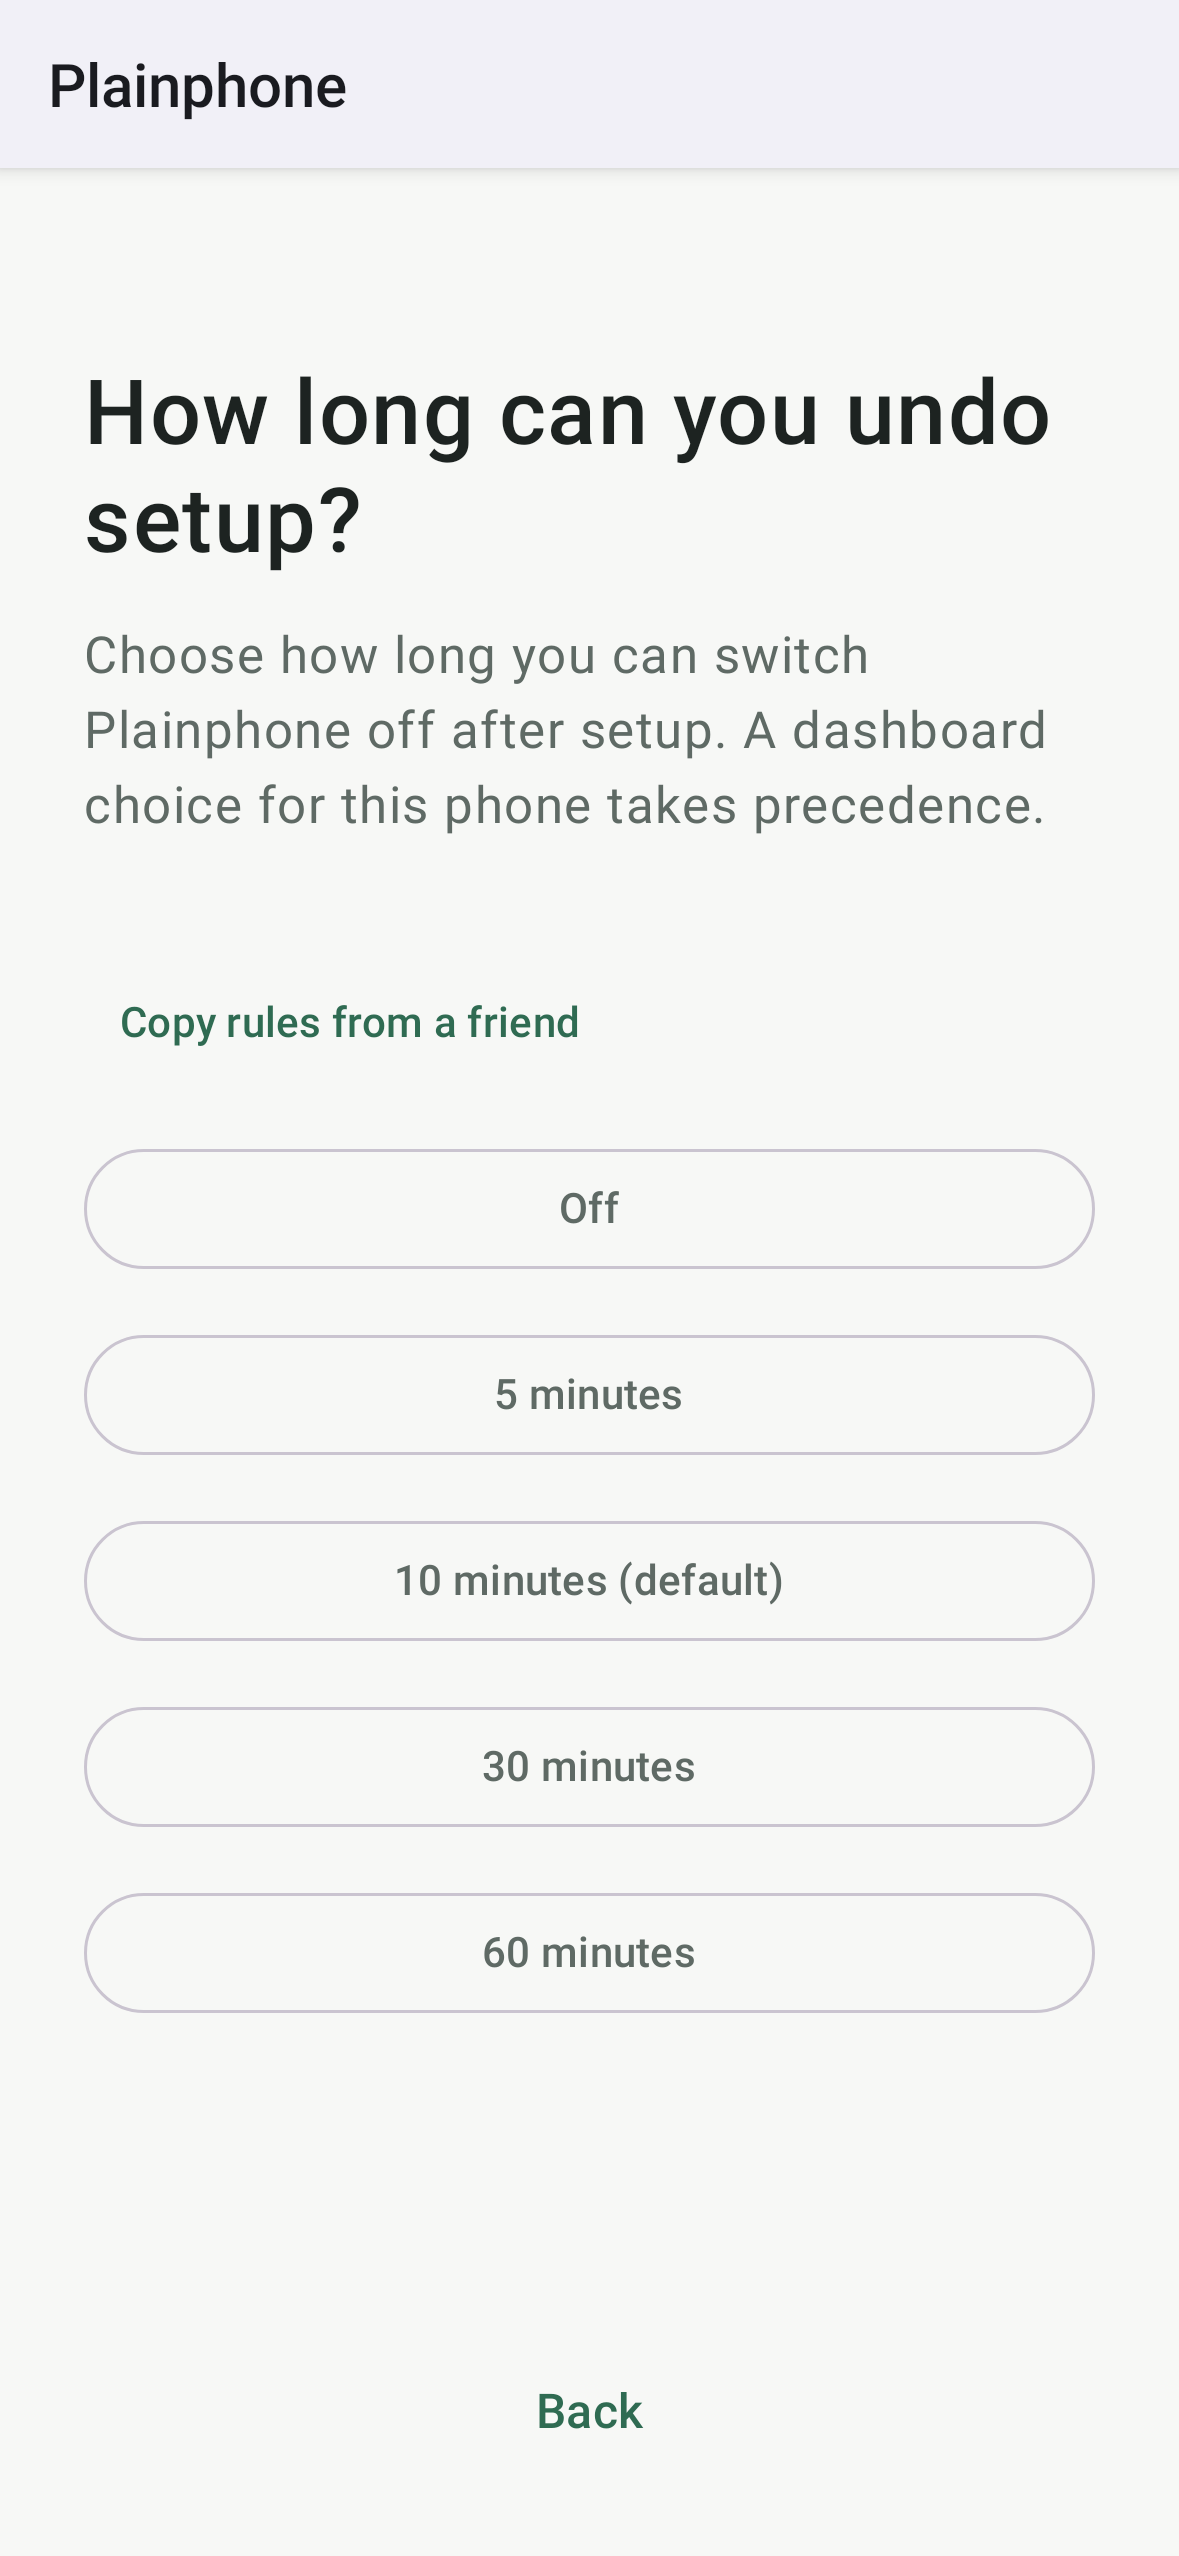 Plainphone
How long can you undo
setup?
Choose how long you can switch
Plainphone off after setup. A dashboard
choice for this phone takes precedence.
Copy rules from a friend
Off
5 minutes
10 minutes (default)
30 minutes
60 minutes
Back